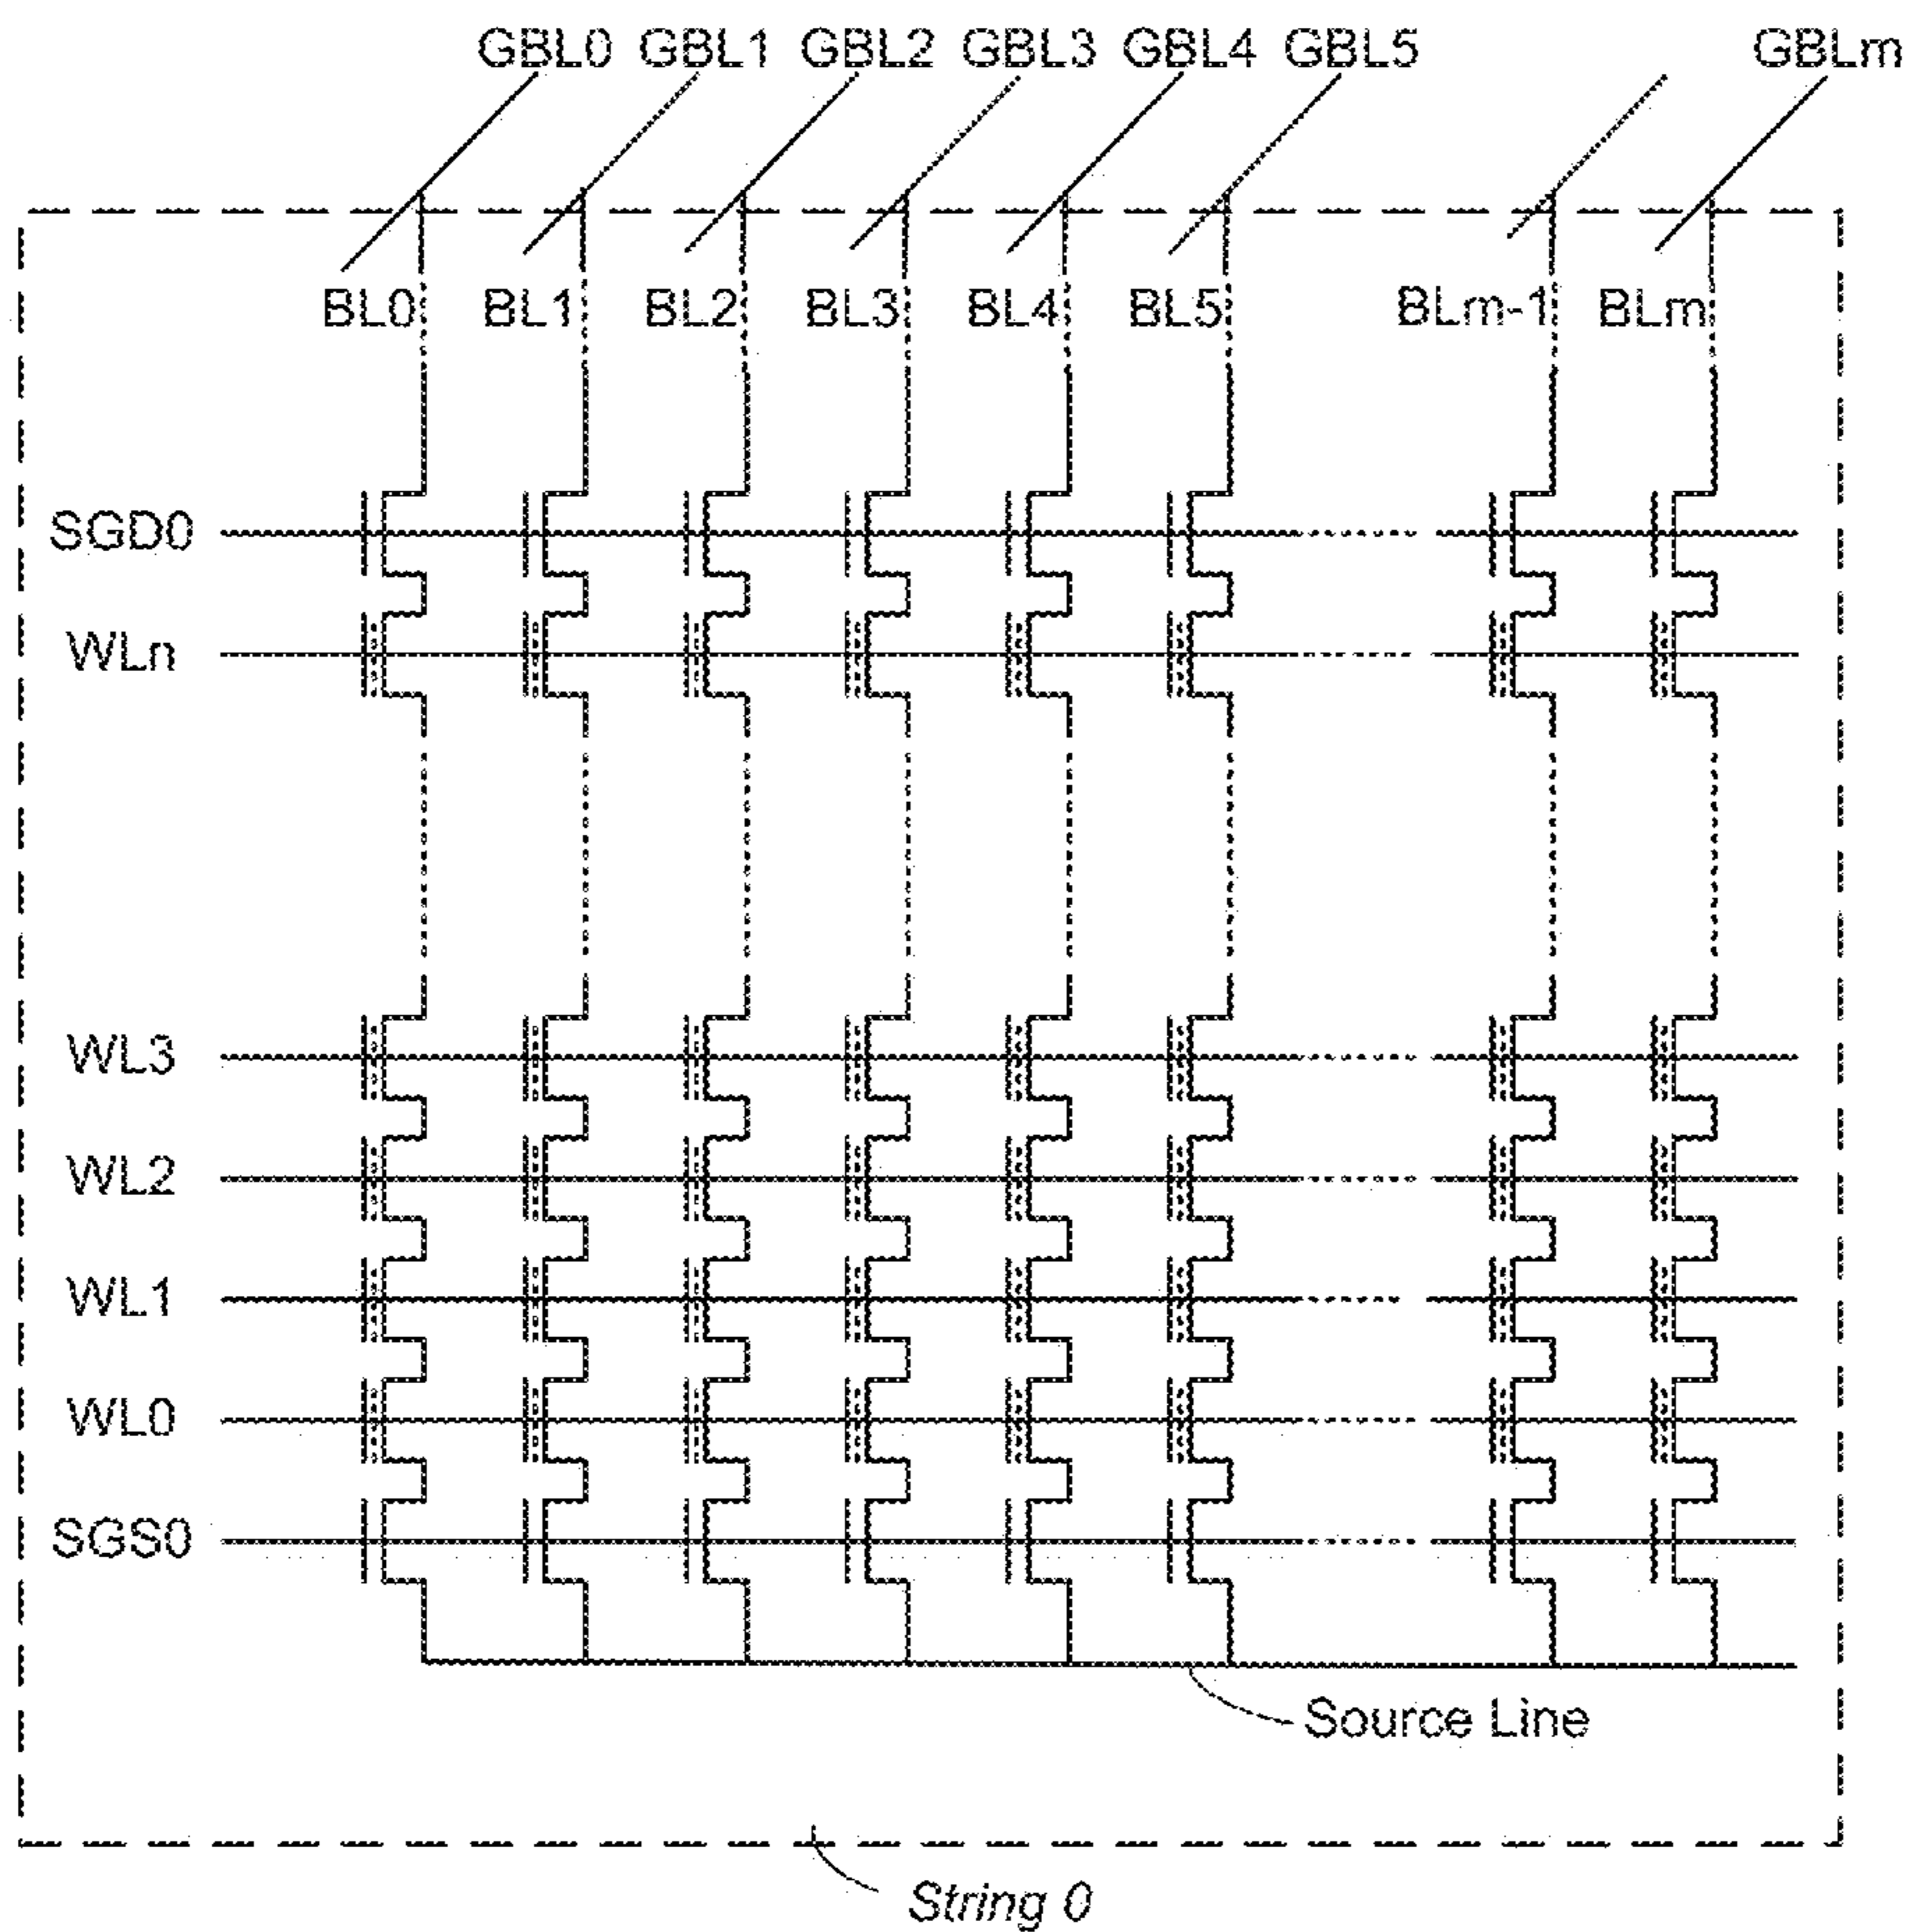 GBL0 GBL1 GBL2 GBL3 GBL4 GBL5 GBLm
BL0 BL1 BL2 BL3 BL4 BL5 BLm-1 BLm
SGD0
WLn
WL3
WL2
WL1
WL0
SGS0
Source Line
String 0